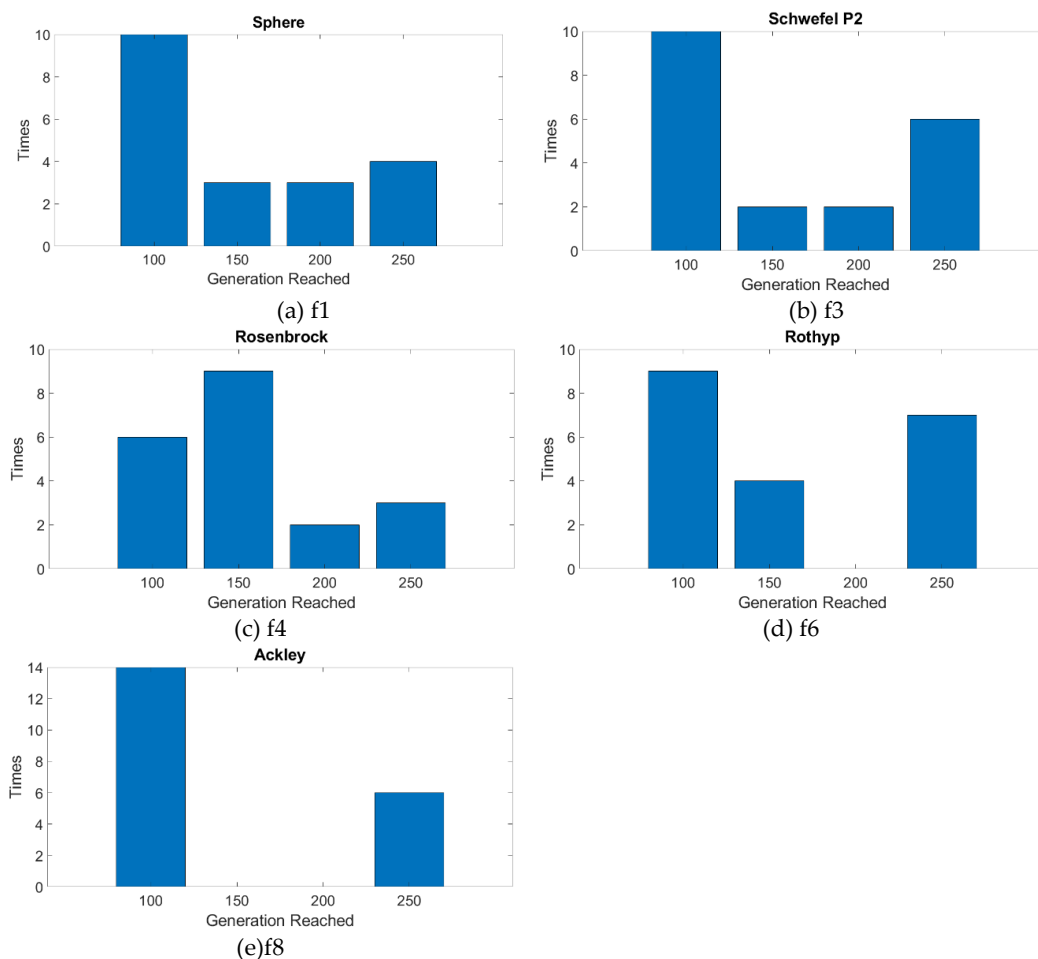 Sphere
10
8
6
4
2
0
Times
100 150 200 250
Generation Reached
(a) f1
Schwefel P2
10
8
6
4
2
0
Times
100 150 200 250
Generation Reached
(b) f3
Rosenbrock
10
8
6
4
2
0
Times
100 150 200 250
Generation Reached
(c) f4
Rothyp
10
8
6
4
2
0
Times
100 150 200 250
Generation Reached
(d) f6
Ackley
14
12
10
8
6
4
2
0
Times
100 150 200 250
Generation Reached
(e)f8